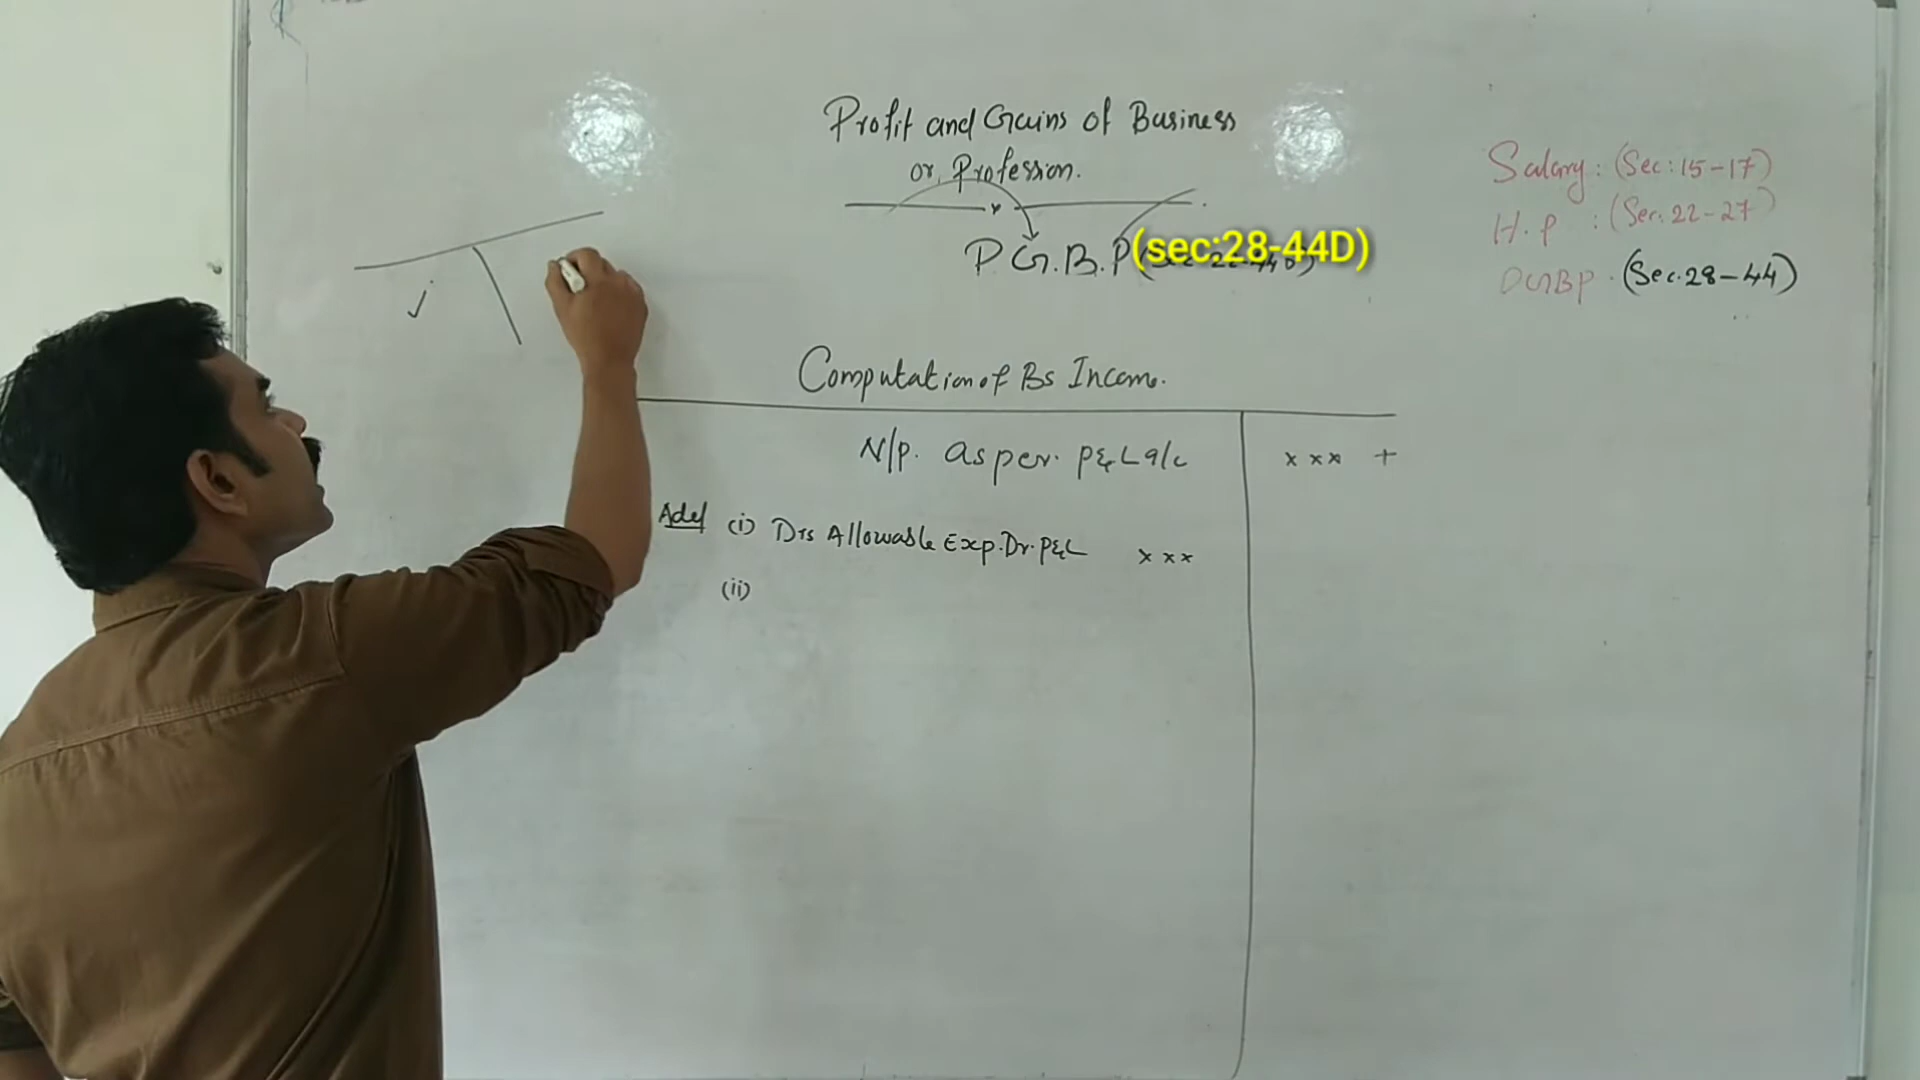 Profit and Gains of Business
or Profession.
x
P G.B.P (sec:28-44D)
Salary : (Sec: 15-17)
H.P : (Sec: 22-27)
PGBP . (Sec. 28-44)
Computation of Bs Income.
N/p. as per. P&L a/c x x x +
Add (i) Dis Allowable Exp. Dr. P&L x x x
(ii)